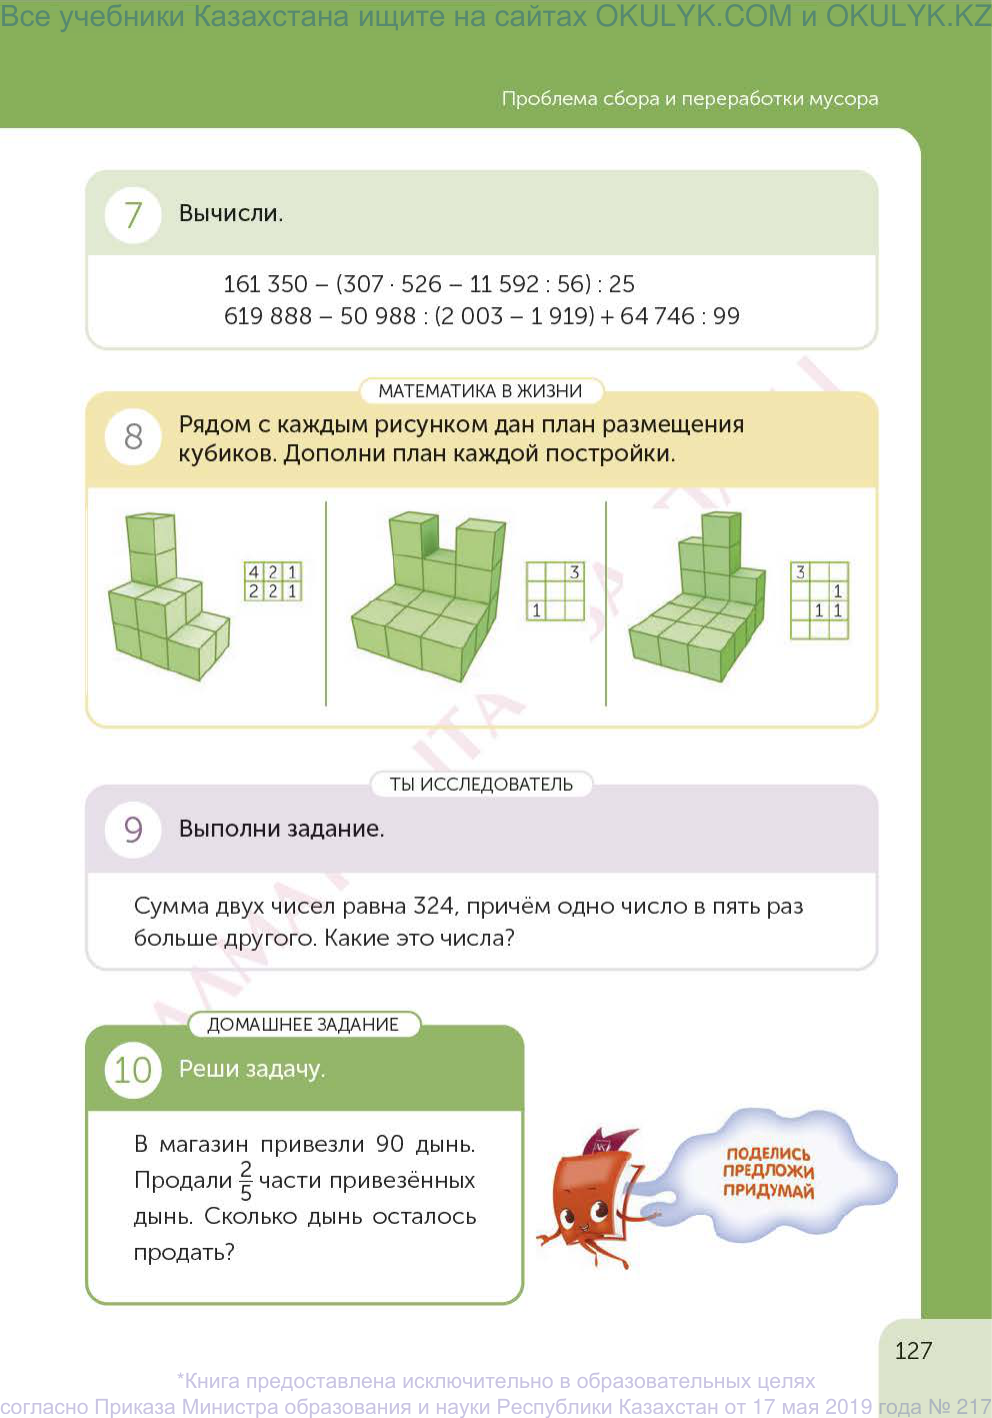 Все учебники Казахстана ищите на сайтах OKULYK.COM и OKULYK.KZ
Проблема сбора и переработки мусора
7 Вычисли.
161 350 – (307 · 526 – 11 592 : 56) : 25
619 888 – 50 988 : (2 003 – 1 919) + 64 746 : 99
МАТЕМАТИКА В ЖИЗНИ
8 Рядом с каждым рисунком дан план размещения
кубиков. Дополни план каждой постройки.
4 2 1
2 2 1
3
1
3
1
1 1
ТЫ ИССЛЕДОВАТЕЛЬ
9 Выполни задание.
Сумма двух чисел равна 324, причём одно число в пять раз
больше другого. Какие это числа?
ДОМАШНЕЕ ЗАДАНИЕ
10 Реши задачу.
В магазин привезли 90 дынь.
Продали 2/5 части привезённых
дынь. Сколько дынь осталось
продать?
ПОДЕЛИСЬ
ПРЕДЛОЖИ
ПРИДУМАЙ
127
*Книга предоставлена исключительно в образовательных целях
согласно Приказа Министра образования и науки Республики Казахстан от 17 мая 2019 года № 217